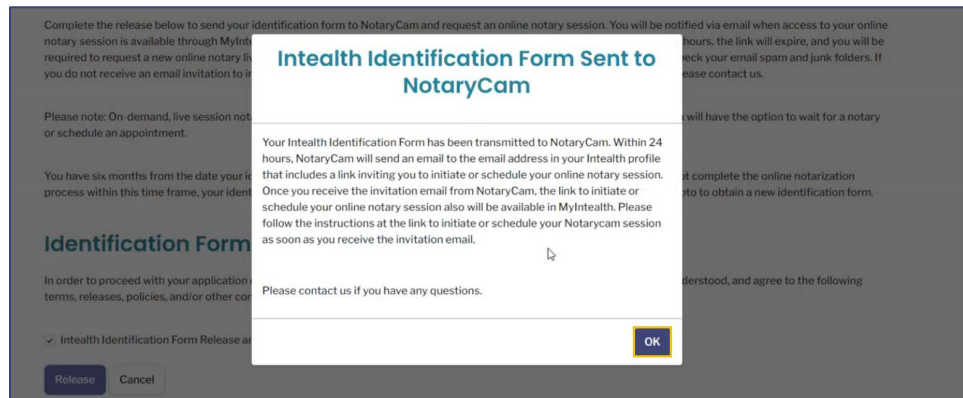 Complete the release below to send your identification form to NotaryCam and request an online notary session. You will be notified via email when access to your online
notary session is available through MyInte hours, the link will expire, and you will be
required to request a new online notary li eck your email spam and junk folders. If
you do not receive an email invitation to i ease contact us.
Please note: On-demand, live session nota will have the option to wait for a notary
or schedule an appointment.
You have six months from the date your i t complete the online notarization
process within this time frame, your ident oto to obtain a new identification form.
Identification Form
In order to proceed with your application derstood, and agree to the following
terms, releases, policies, and/or other co
Intealth Identification Form Release a
Release Cancel
Intealth Identification Form Sent to
NotaryCam
Your Intealth Identification Form has been transmitted to NotaryCam. Within 24
hours, NotaryCam will send an email to the email address in your Intealth profile
that includes a link inviting you to initiate or schedule your online notary session.
Once you receive the invitation email from NotaryCam, the link to initiate or
schedule your online notary session also will be available in MyIntealth. Please
follow the instructions at the link to initiate or schedule your Notarycam session
as soon as you receive the invitation email.
Please contact us if you have any questions.
OK